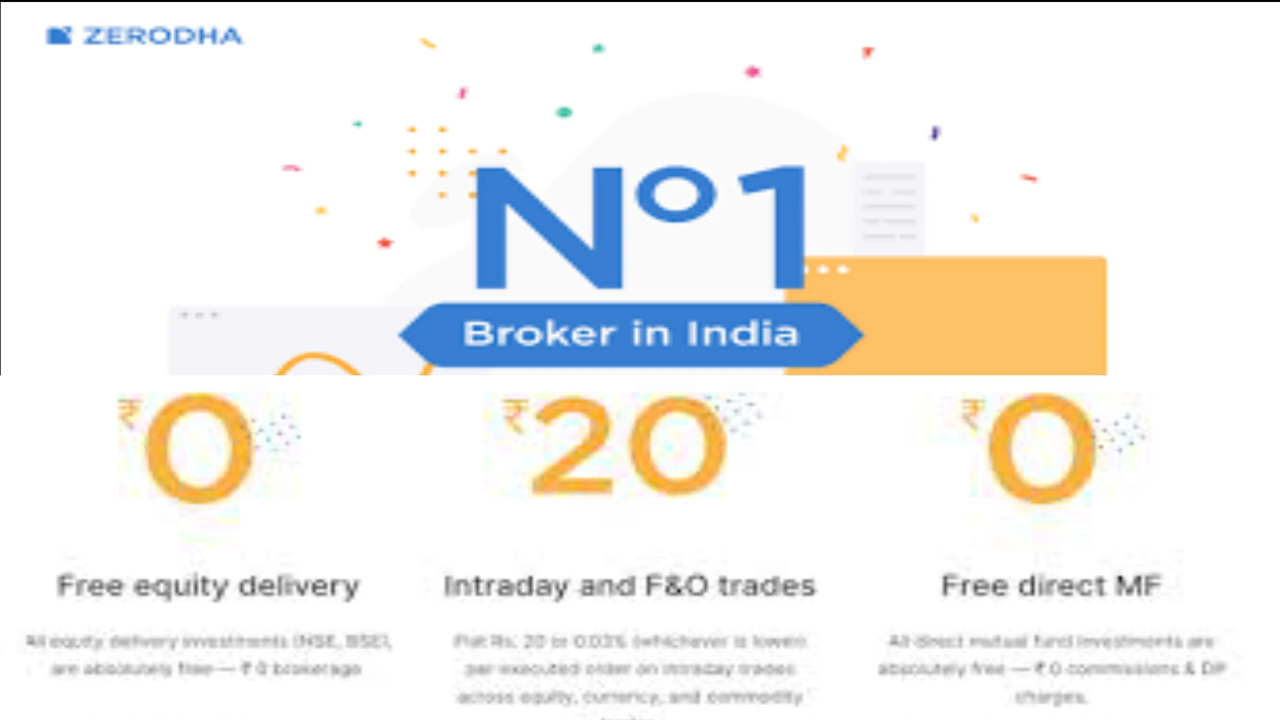 ZERODHA
Nº1
Broker in India
₹0
₹20
₹0
Free equity delivery
Intraday and F&O trades
Free direct MF
All equity delivery investments (NSE, BSE),
are absolutely free — ₹ 0 brokerage
Flat Rs. 20 or 0.03% (whichever is lower)
per executed order on intraday trades
across equity, currency, and commodity
All direct mutual fund investments are
absolutely free — ₹ 0 commissions & DP
charges.